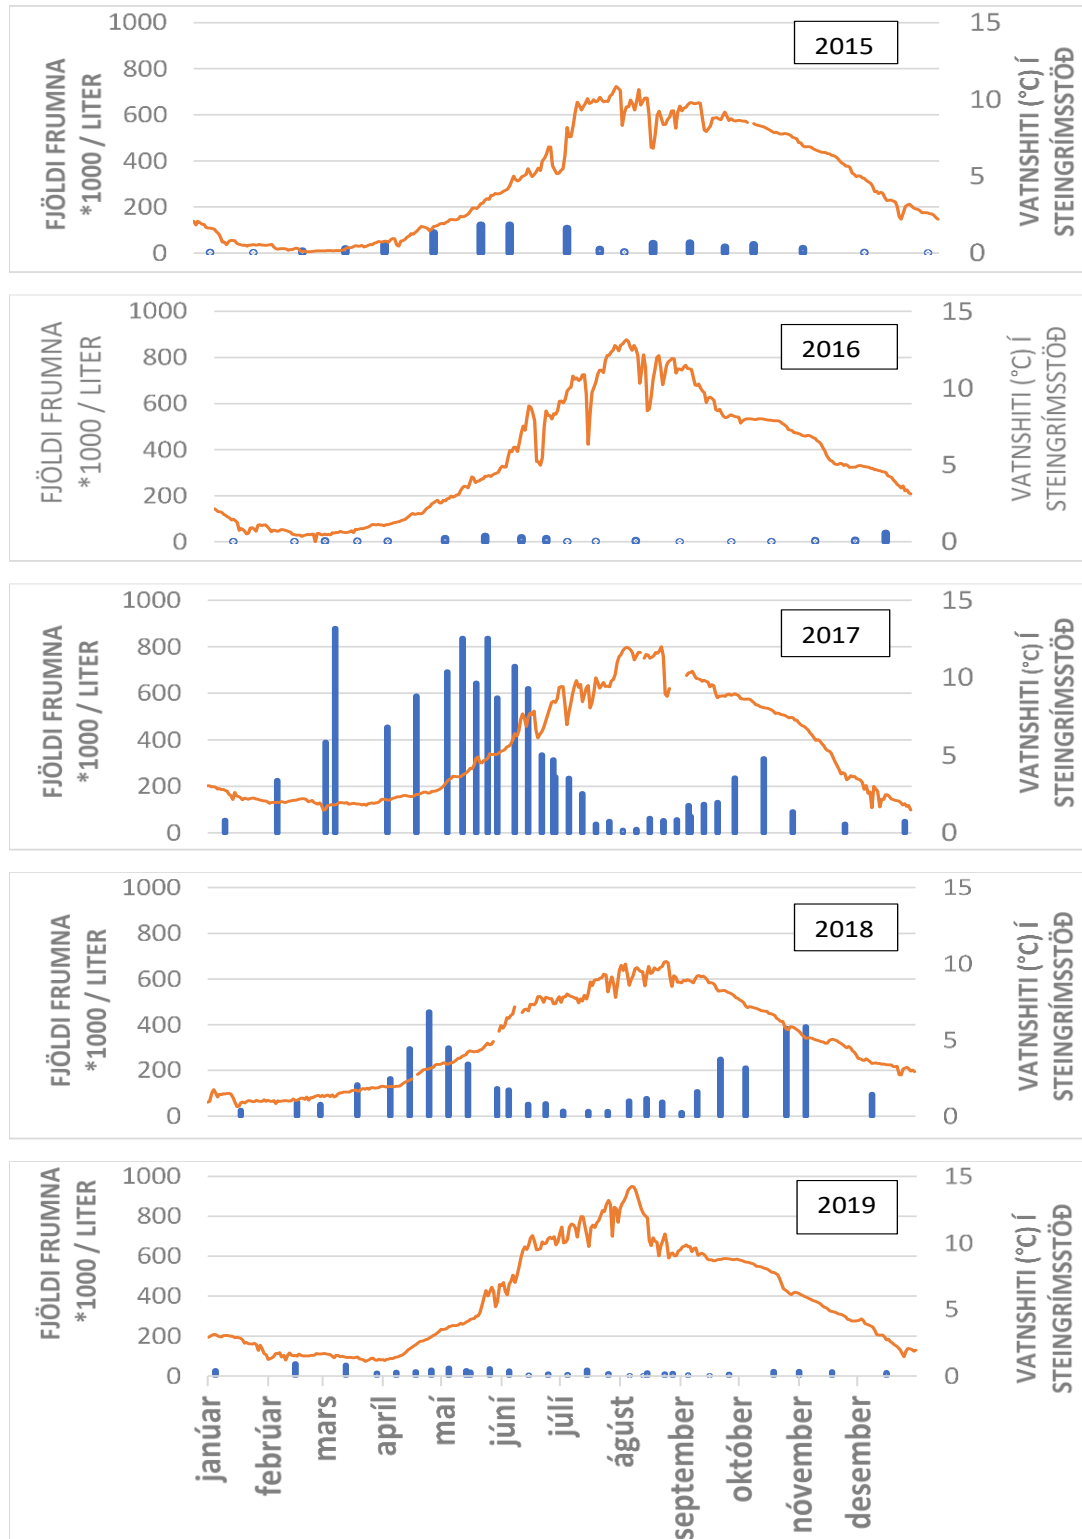 FJÖLDI FRUMNA
*1000 / LITER
1000
800
600
400
200
0
2015
15
10
5
0
VATNSHITI (°C) Í
STEINGRÍMSSTÖÐ
FJÖLDI FRUMNA
*1000 / LITER
1000
800
600
400
200
0
2016
15
10
5
0
VATNSHITI (°C) Í
STEINGRÍMSSTÖÐ
FJÖLDI FRUMNA
*1000 / LITER
1000
800
600
400
200
0
2017
15
10
5
0
VATNSHITI (°C) Í
STEINGRÍMSSTÖÐ
FJÖLDI FRUMNA
*1000 / LITER
1000
800
600
400
200
0
2018
15
10
5
0
VATNSHITI (°C) Í
STEINGRÍMSSTÖÐ
FJÖLDI FRUMNA
*1000 / LITER
1000
800
600
400
200
0
2019
15
10
5
0
VATNSHITI (°C) Í
STEINGRÍMSSTÖÐ
janúar
febrúar
mars
apríl
maí
júní
júlí
ágúst
september
október
nóvember
desember